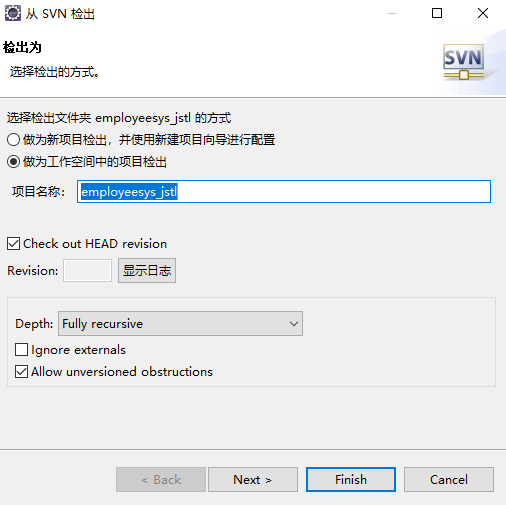 从 SVN 检出
检出为
选择检出的方式。
SVN
选择检出文件夹 employeesys_jstl 的方式
做为新项目检出，并使用新建项目向导进行配置
做为工作空间中的项目检出
项目名称： employeesys_jstl
Check out HEAD revision
Revision: 显示日志
Depth: Fully recursive
Ignore externals
Allow unversioned obstructions
< Back Next > Finish Cancel